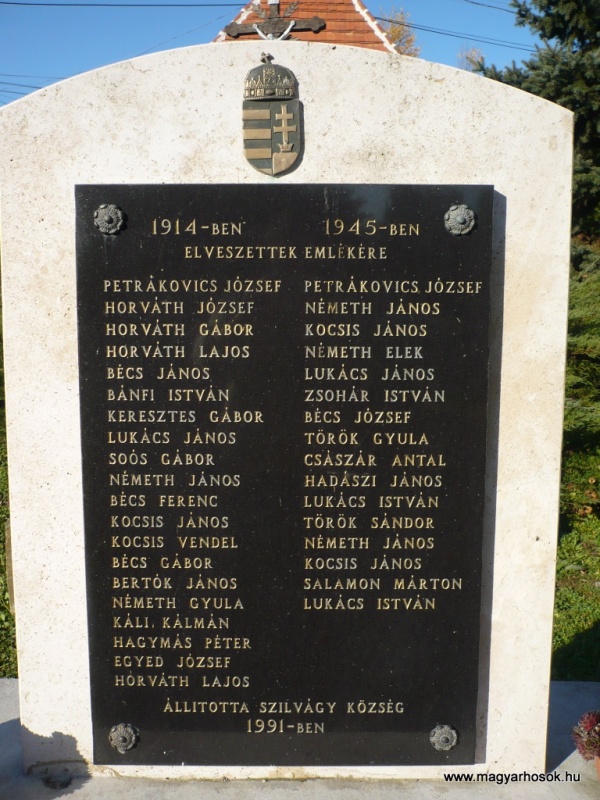 1914-BEN 1945-BEN
ELVESZETTEK EMLÉKÉRE
PETRÁKOVICS JÓZSEF PETRÁKOVICS JÓZSEF
HORVÁTH JÓZSEF NÉMETH JÁNOS
HORVÁTH GÁBOR KOCSIS JÁNOS
HORVÁTH LAJOS NÉMETH ELEK
BÉCS JÁNOS LUKÁCS JÁNOS
BÁNFI ISTVÁN ZSOHÁR ISTVÁN
KERESZTES GÁBOR BÉCS JÓZSEF
LUKÁCS JÁNOS TÖRÖK GYULA
SOÓS GÁBOR CSÁSZÁR ANTAL
NÉMETH JÁNOS HADÁSZI JÁNOS
BÉCS FERENC LUKÁCS ISTVÁN
KOCSIS JÁNOS TÖRÖK SÁNDOR
KOCSIS VENDEL NÉMETH JÁNOS
BÉCS GÁBOR KOCSIS JÁNOS
BERTÓK JÁNOS SALAMON MÁRTON
NÉMETH GYULA LUKÁCS ISTVÁN
KÁLI KÁLMÁN
HAGYMÁS PÉTER
EGYED JÓZSEF
HORVÁTH LAJOS
ÁLLITOTTA SZILVÁGY KÖZSÉG
1991-BEN
www.magyarhosok.hu